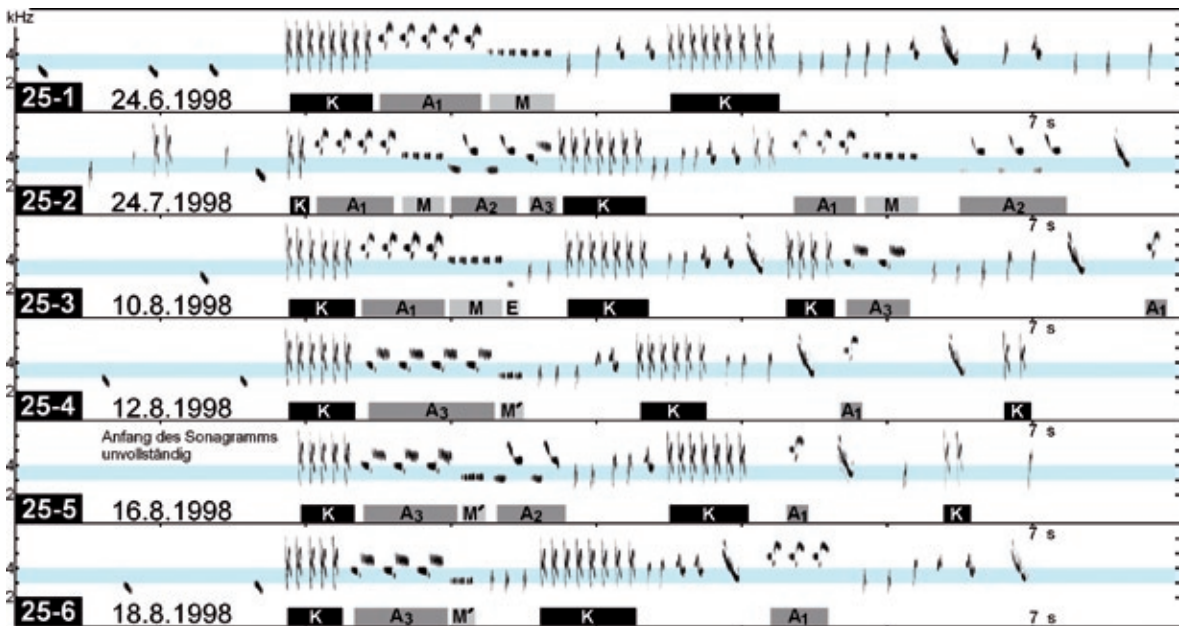 kHz
4
2
25-1 24.6.1998 K A1 M K
7 s
4
2
25-2 24.7.1998 K A1 M A2 A3 K A1 M A2
7 s
4
2
25-3 10.8.1998 K A1 M E K K A3 A1
7 s
4
2
25-4 12.8.1998 K A3 M´ K A1 K
7 s
Anfang des Sonagramms
unvollständig
4
2
25-5 16.8.1998 K A3 M´ A2 K A1 K
7 s
4
2
25-6 18.8.1998 K A3 M´ K A1 7 s